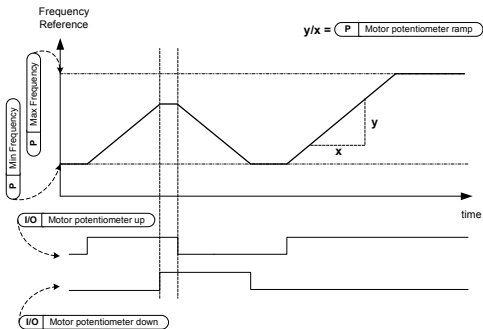 Frequency
Reference
y/x = P Motor potentiometer ramp
P Max Frequency
P Min Frequency
y
x
time
I/O Motor potentiometer up
I/O Motor potentiometer down